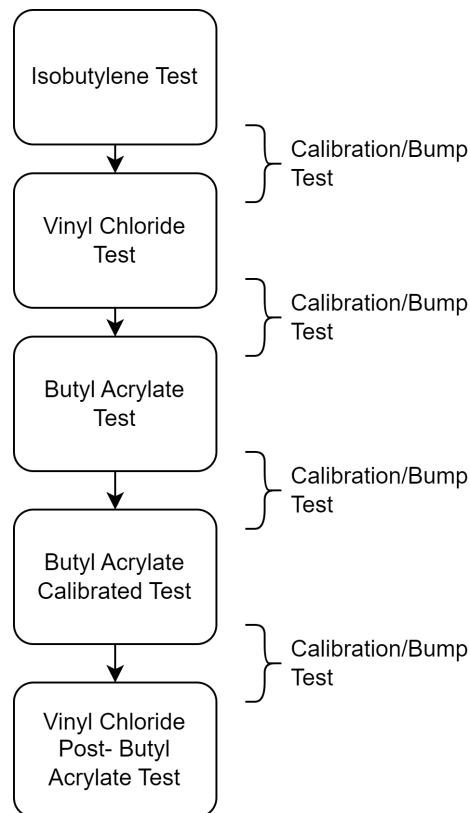 Isobutylene Test
Calibration/Bump
Test
Vinyl Chloride
Test
Calibration/Bump
Test
Butyl Acrylate
Test
Calibration/Bump
Test
Butyl Acrylate
Calibrated Test
Calibration/Bump
Test
Vinyl Chloride
Post- Butyl
Acrylate Test